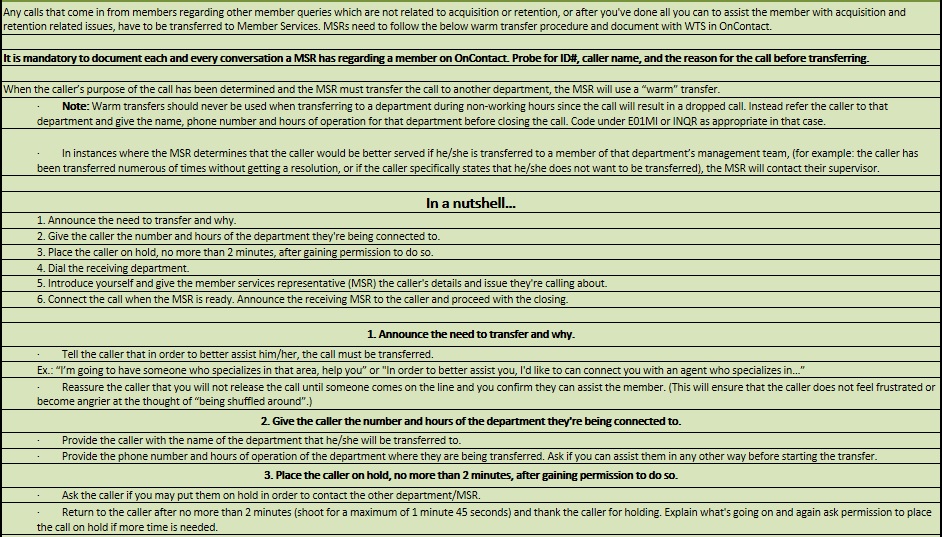 Any calls that come in from members regarding other member queries which are not related to acquisition or retention, or after you've done all you can to assist the member with acquisition and
retention related issues, have to be transferred to Member Services. MSRs need to follow the below warm transfer procedure and document with WTS in OnContact.
It is mandatory to document each and every conversation a MSR has regarding a member on OnContact. Probe for ID#, caller name, and the reason for the call before transferring.
When the caller's purpose of the call has been determined and the MSR must transfer the call to another department, the MSR will use a "warm" transfer.
· Note: Warm transfers should never be used when transferring to a department during non-working hours since the call will result in a dropped call. Instead refer the caller to that
department and give the name, phone number and hours of operation for that department before closing the call. Code under E01MI or INQR as appropriate in that case.
· In instances where the MSR determines that the caller would be better served if he/she is transferred to a member of that department's management team, (for example: the caller has
been transferred numerous of times without getting a resolution, or if the caller specifically states that he/she does not want to be transferred), the MSR will contact their supervisor.
In a nutshell...
1. Announce the need to transfer and why.
2. Give the caller the number and hours of the department they're being connected to.
3. Place the caller on hold, no more than 2 minutes, after gaining permission to do so.
4. Dial the receiving department.
5. Introduce yourself and give the member services representative (MSR) the caller's details and issue they're calling about.
6. Connect the call when the MSR is ready. Announce the receiving MSR to the caller and proceed with the closing.
1. Announce the need to transfer and why.
· Tell the caller that in order to better assist him/her, the call must be transferred.
Ex.: "I'm going to have someone who specializes in that area, help you" or "In order to better assist you, I'd like to can connect you with an agent who specializes in..."
· Reassure the caller that you will not release the call until someone comes on the line and you confirm they can assist the member. (This will ensure that the caller does not feel frustrated or
become angrier at the thought of "being shuffled around".)
2. Give the caller the number and hours of the department they're being connected to.
· Provide the caller with the name of the department that he/she will be transferred to.
· Provide the phone number and hours of operation of the department where they are being transferred. Ask if you can assist them in any other way before starting the transfer.
3. Place the caller on hold, no more than 2 minutes, after gaining permission to do so.
· Ask the caller if you may put them on hold in order to contact the other department/MSR.
· Return to the caller after no more than 2 minutes (shoot for a maximum of 1 minute 45 seconds) and thank the caller for holding. Explain what's going on and again ask permission to place
the call on hold if more time is needed.